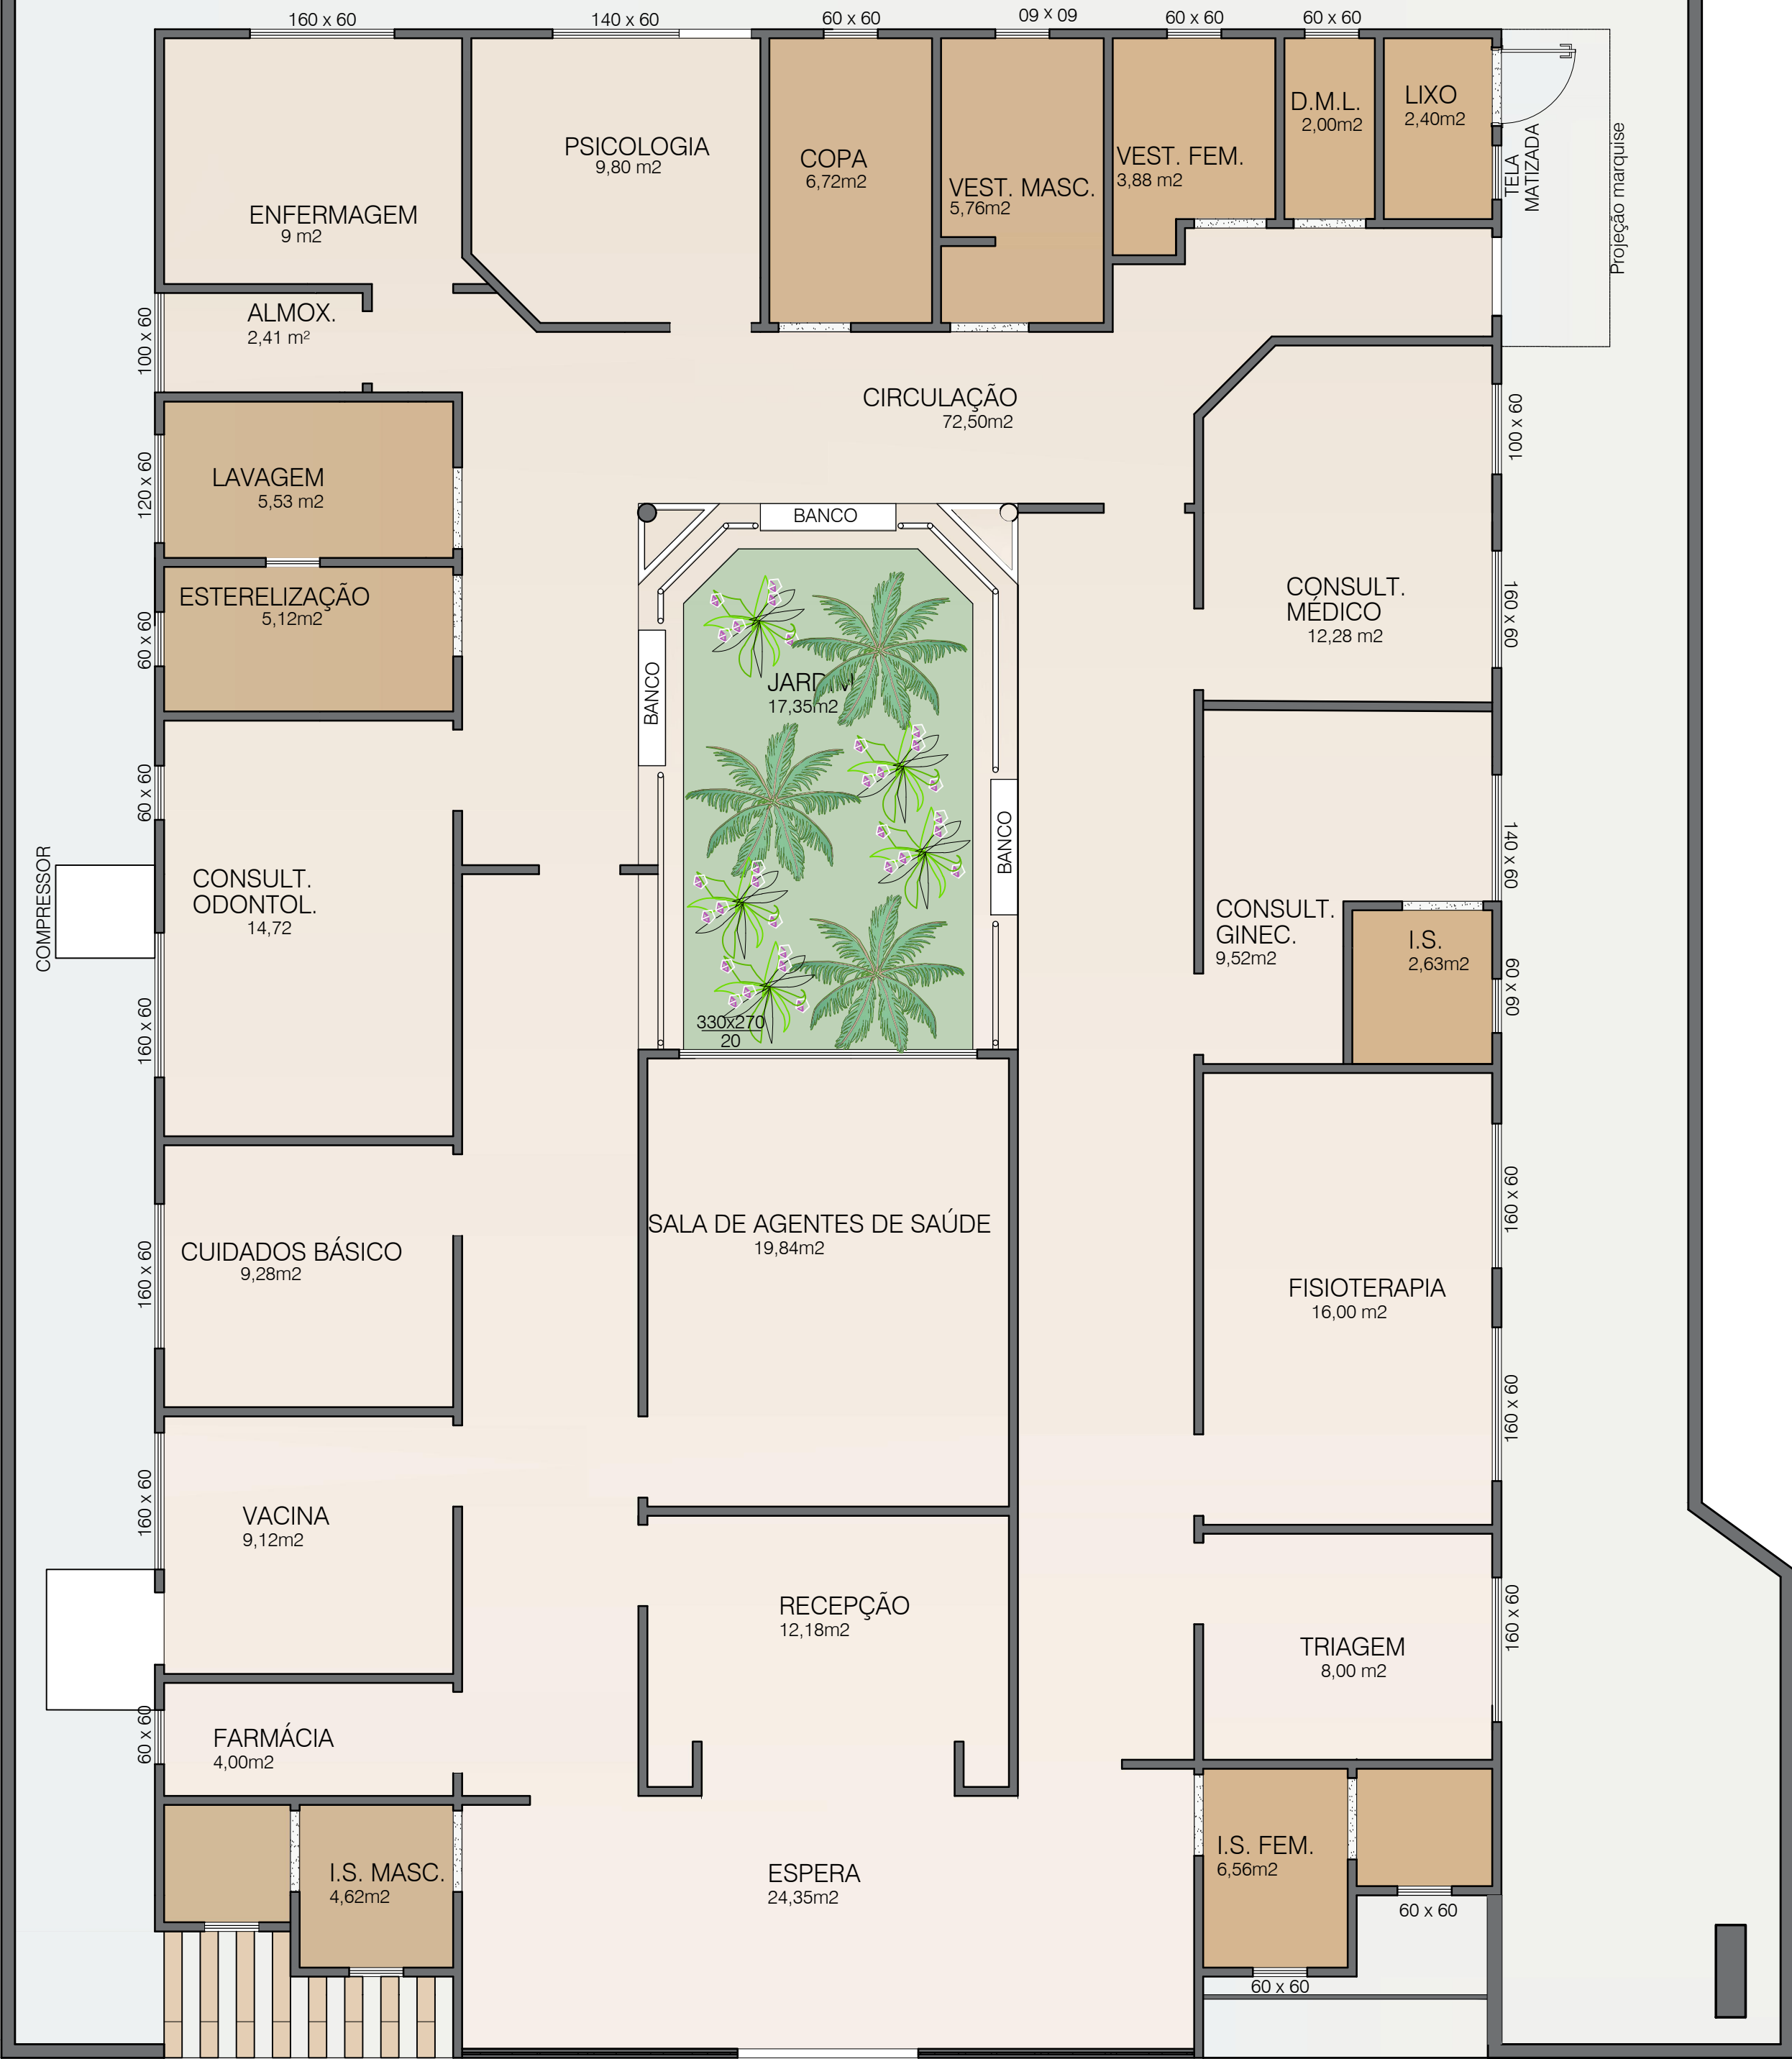 160 x 60
140 x 60
60 x 60
60 x 60
60 x 60
60 x 60
ENFERMAGEM
9 m2
PSICOLOGIA
9,80 m2
COPA
6,72m2
VEST. MASC.
5,76m2
VEST. FEM.
3,88 m2
D.M.L.
2,00m2
LIXO
2,40m2
TELA
MATIZADA
Projeção marquise
100 x 60
ALMOX.
2,41 m²
CIRCULAÇÃO
72,50m2
100 x 60
120 x 60
LAVAGEM
5,53 m2
BANCO
60 x 60
ESTERELIZAÇÃO
5,12m2
CONSULT.
MÉDICO
12,28 m2
160 x 60
BANCO
JARDIM
17,35m2
60 x 60
BANCO
140 x 60
COMPRESSOR
CONSULT.
ODONTOL.
14,72
CONSULT.
GINEC.
9,52m2
I.S.
2,63m2
60 x 60
160 x 60
330x270
20
SALA DE AGENTES DE SAÚDE
19,84m2
160 x 60
CUIDADOS BÁSICO
9,28m2
160 x 60
FISIOTERAPIA
16,00 m2
160 x 60
160 x 60
VACINA
9,12m2
RECEPÇÃO
12,18m2
TRIAGEM
8,00 m2
160 x 60
60 x 60
FARMÁCIA
4,00m2
I.S. MASC.
4,62m2
ESPERA
24,35m2
I.S. FEM.
6,56m2
60 x 60
60 x 60